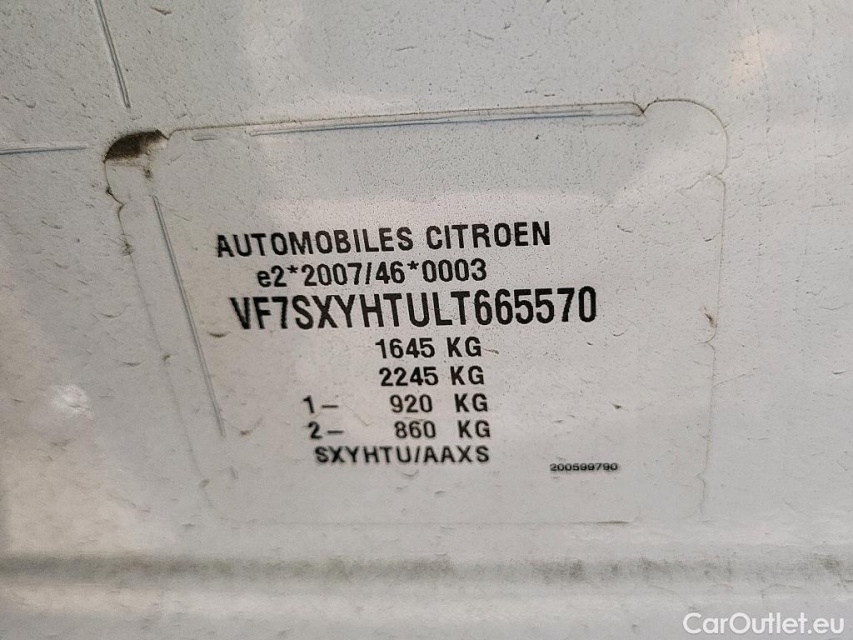 AUTOMOBILES CITROEN
e2*2007/46*0003
VF7SXYHTULT665570
1645 KG
2245 KG
1- 920 KG
2- 860 KG
SXYHTU/AAXS
200599790
CarOutlet.eu